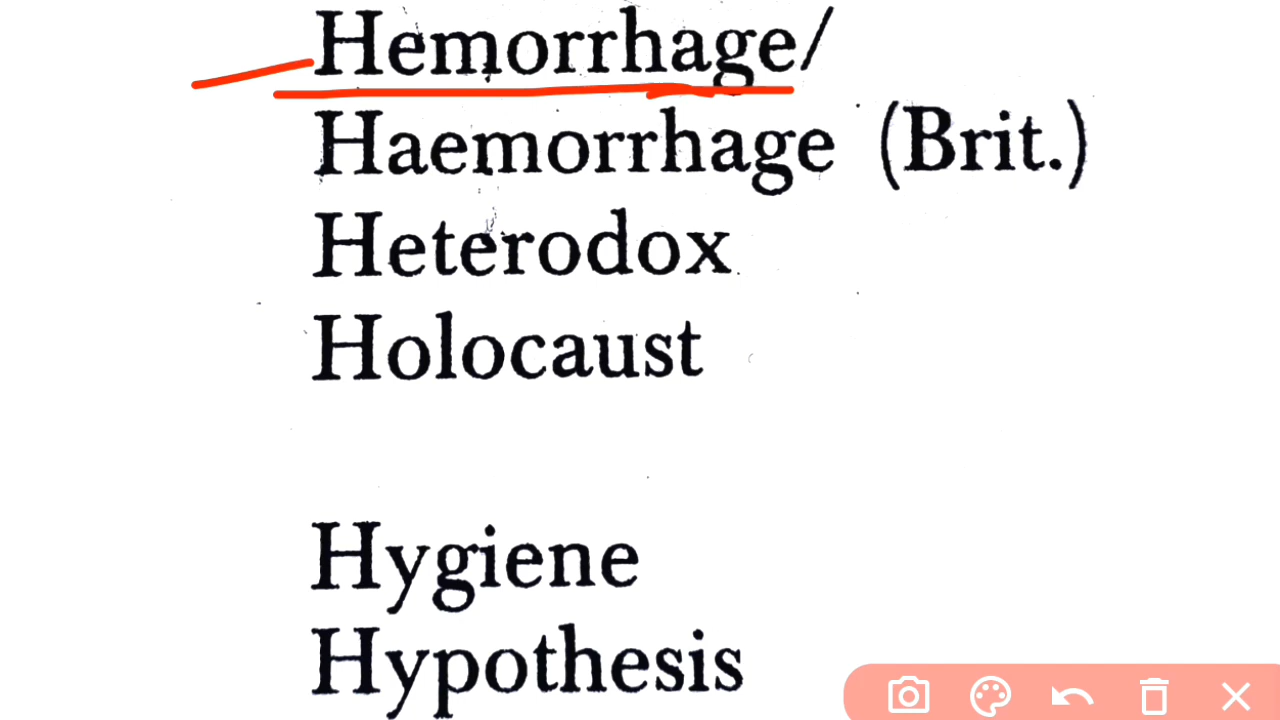 Hemorrhage/
Haemorrhage (Brit.)
Heterodox
Holocaust
Hygiene
Hypothesis